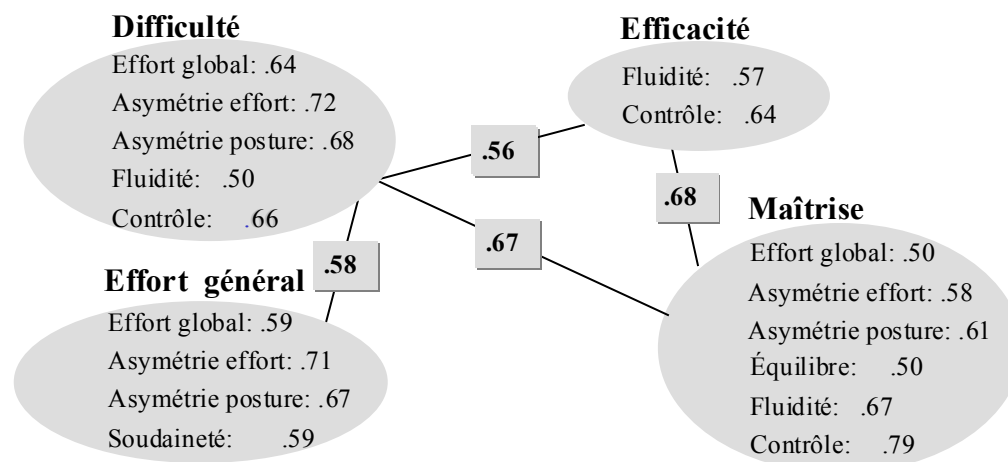 Difficulté
Effort global: .64
Asymétrie effort: .72
Asymétrie posture: .68
Fluidité: .50
Contrôle: .66
Efficacité
Fluidité: .57
Contrôle: .64
.56
.68
.67
.58
Effort général
Effort global: .59
Asymétrie effort: .71
Asymétrie posture: .67
Soudaineté: .59
Maîtrise
Effort global: .50
Asymétrie effort: .58
Asymétrie posture: .61
Équilibre: .50
Fluidité: .67
Contrôle: .79